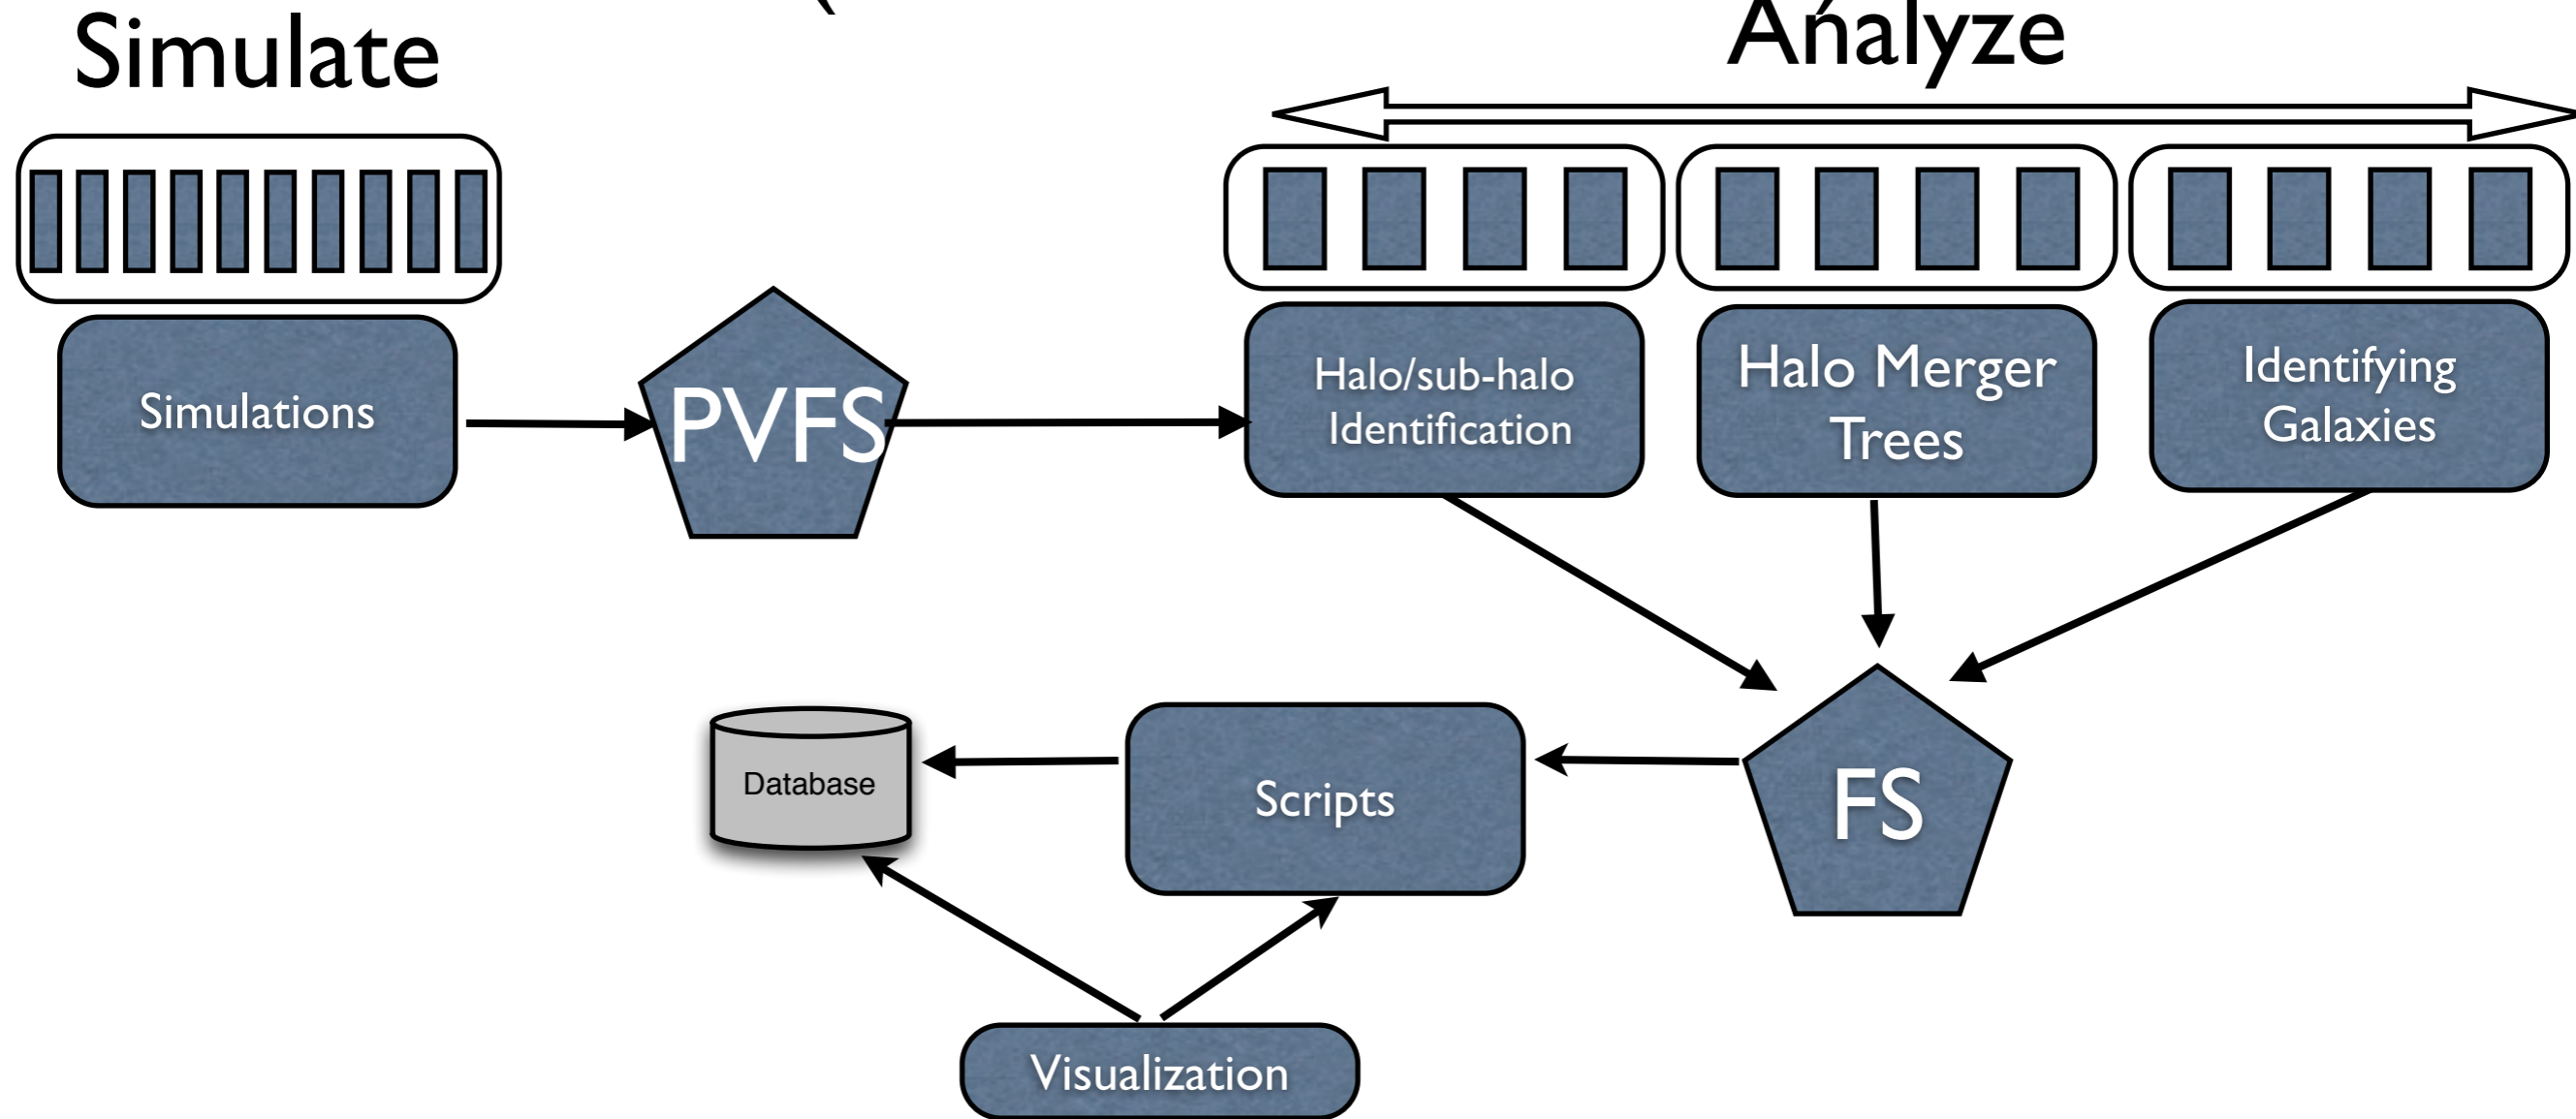 Simulate
Analyze
Simulations
PVFS
Halo/sub-halo
Identification
Halo Merger
Trees
Identifying
Galaxies
Database
Scripts
FS
Visualization